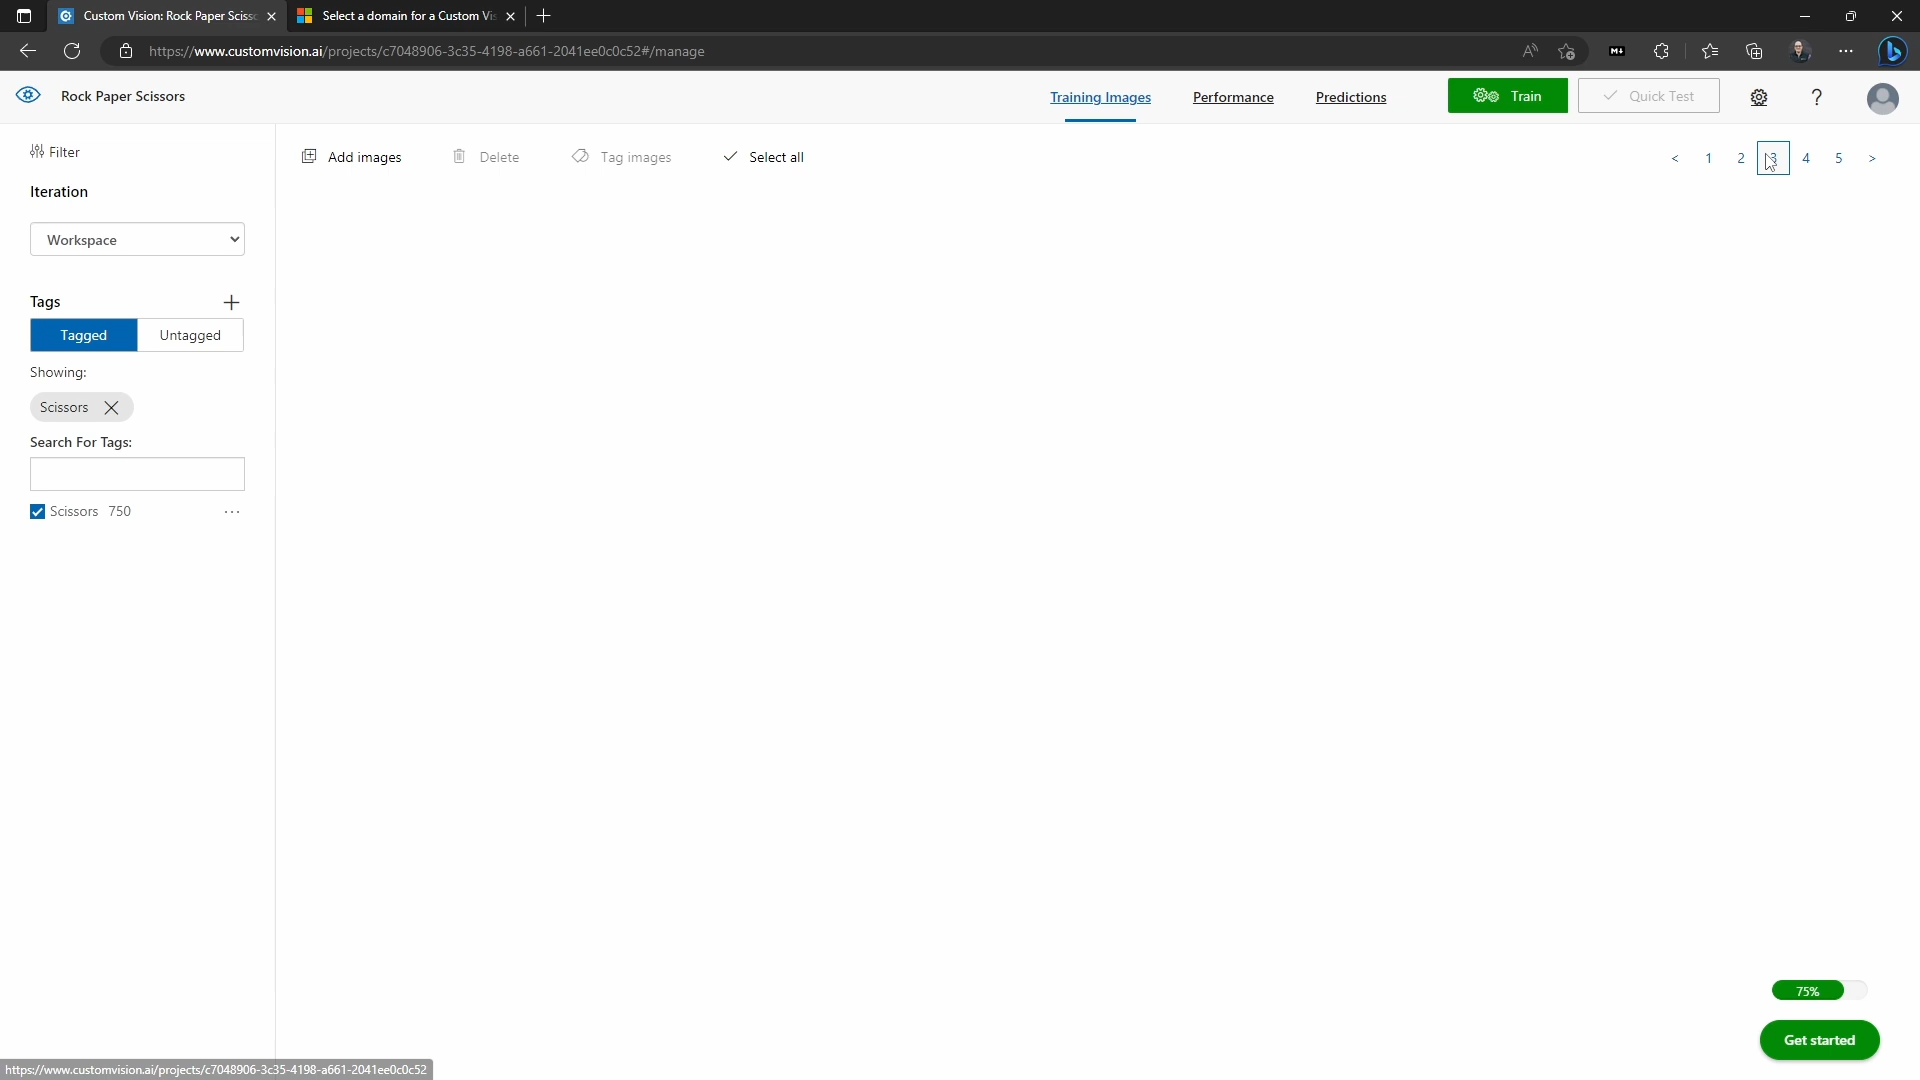 Custom Vision: Rock Paper Scisso
Select a domain for a Custom Vis
https://www.customvision.ai/projects/c7048906-3c35-4198-a661-2041ee0c0c52#/manage
Rock Paper Scissors
Training Images
Performance
Predictions
Train
Quick Test
?
Filter
Add images
Delete
Tag images
Select all
< 1 2 3 4 5 >
Iteration
Workspace
Tags
Tagged
Untagged
Showing:
Scissors
Search For Tags:
Scissors 750
75%
Get started
https://www.customvision.ai/projects/c7048906-3c35-4198-a661-2041ee0c0c52